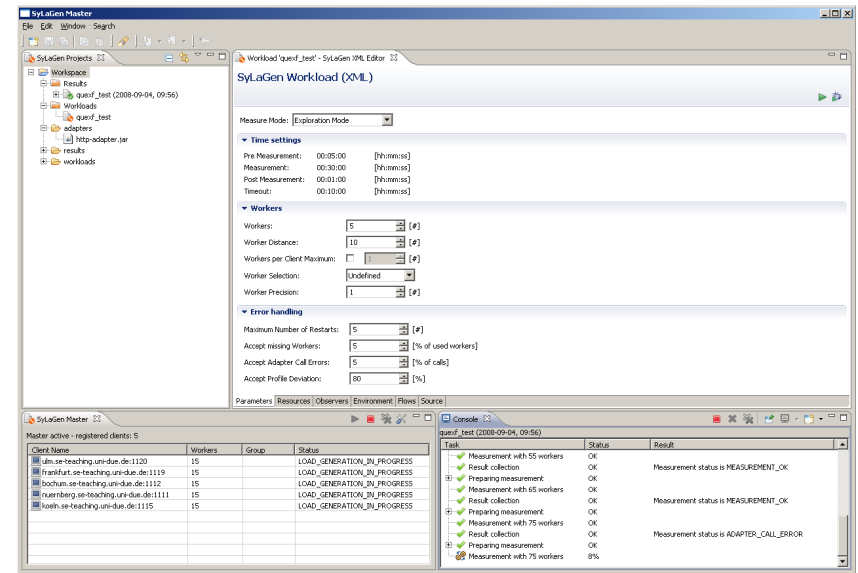 SyLaGen Master
File Edit Window Search
SyLaGen Projects
Workspace
Results
quexf_test (2008-09-04, 09:56)
Workloads
quexf_test
adapters
http-adapter.jar
results
workloads
Workload 'quexf_test' - SyLaGen XML Editor
SyLaGen Workload (XML)
Measure Mode: Exploration Mode
Time settings
Pre Measurement: 00:05:00 [hh:mm:ss]
Measurement: 00:30:00 [hh:mm:ss]
Post Measurement: 00:01:00 [hh:mm:ss]
Timeout: 00:10:00 [hh:mm:ss]
Workers
Workers: 5 [#]
Worker Distance: 10 [#]
Workers per Client Maximum: 1 [#]
Worker Selection: Undefined
Worker Precision: 1 [#]
Error handling
Maximum Number of Restarts: 5 [#]
Accept missing Workers: 5 [% of used workers]
Accept Adapter Call Errors: 5 [% of calls]
Accept Profile Deviation: 80 [%]
Parameters Resources Observers Environment Flows Source
SyLaGen Master
Master active - registered clients: 5
Client Name Workers Group Status
ulm.se-teaching.uni-due.de:1120 15 LOAD_GENERATION_IN_PROGRESS
frankfurt.se-teaching.uni-due.de:1119 15 LOAD_GENERATION_IN_PROGRESS
bochum.se-teaching.uni-due.de:1112 15 LOAD_GENERATION_IN_PROGRESS
nuernberg.se-teaching.uni-due.de:1111 15 LOAD_GENERATION_IN_PROGRESS
koeln.se-teaching.uni-due.de:1115 15 LOAD_GENERATION_IN_PROGRESS
Console
quexf_test (2008-09-04, 09:56)
Task Status Result
Measurement with 55 workers OK
Result collection OK Measurement status is MEASUREMENT_OK
Preparing measurement OK
Measurement with 65 workers OK
Result collection OK Measurement status is MEASUREMENT_OK
Preparing measurement OK
Measurement with 75 workers OK
Result collection OK Measurement status is ADAPTER_CALL_ERROR
Preparing measurement OK
Measurement with 75 workers 8%